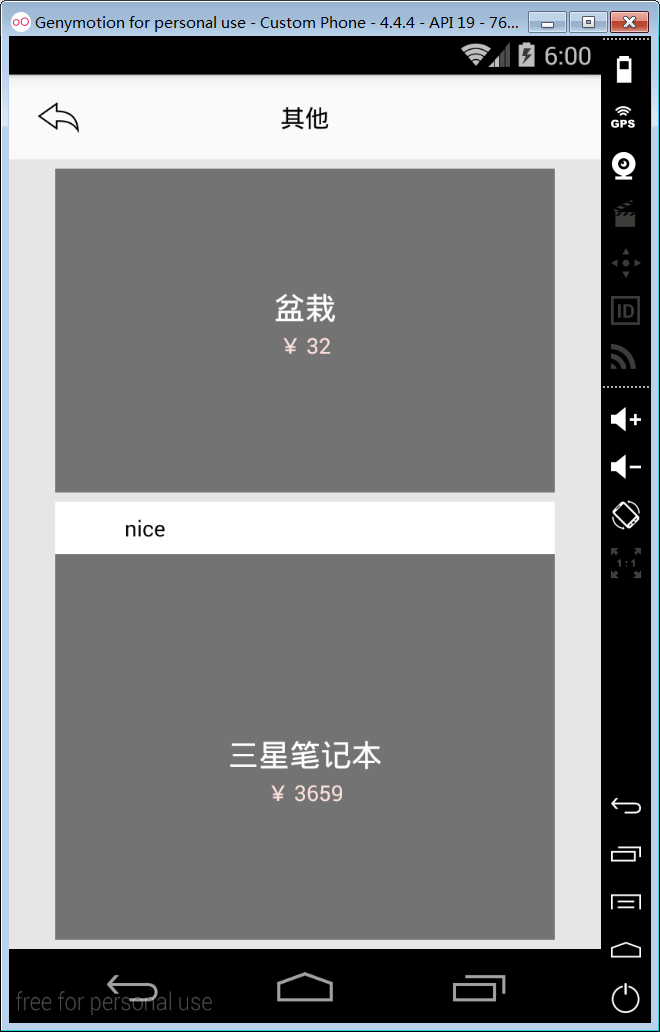 Genymotion for personal use - Custom Phone - 4.4.4 - API 19 - 76...
6:00
GPS
其他
盆栽
¥ 32
ID
nice
1:1
三星笔记本
¥ 3659
free for personal use